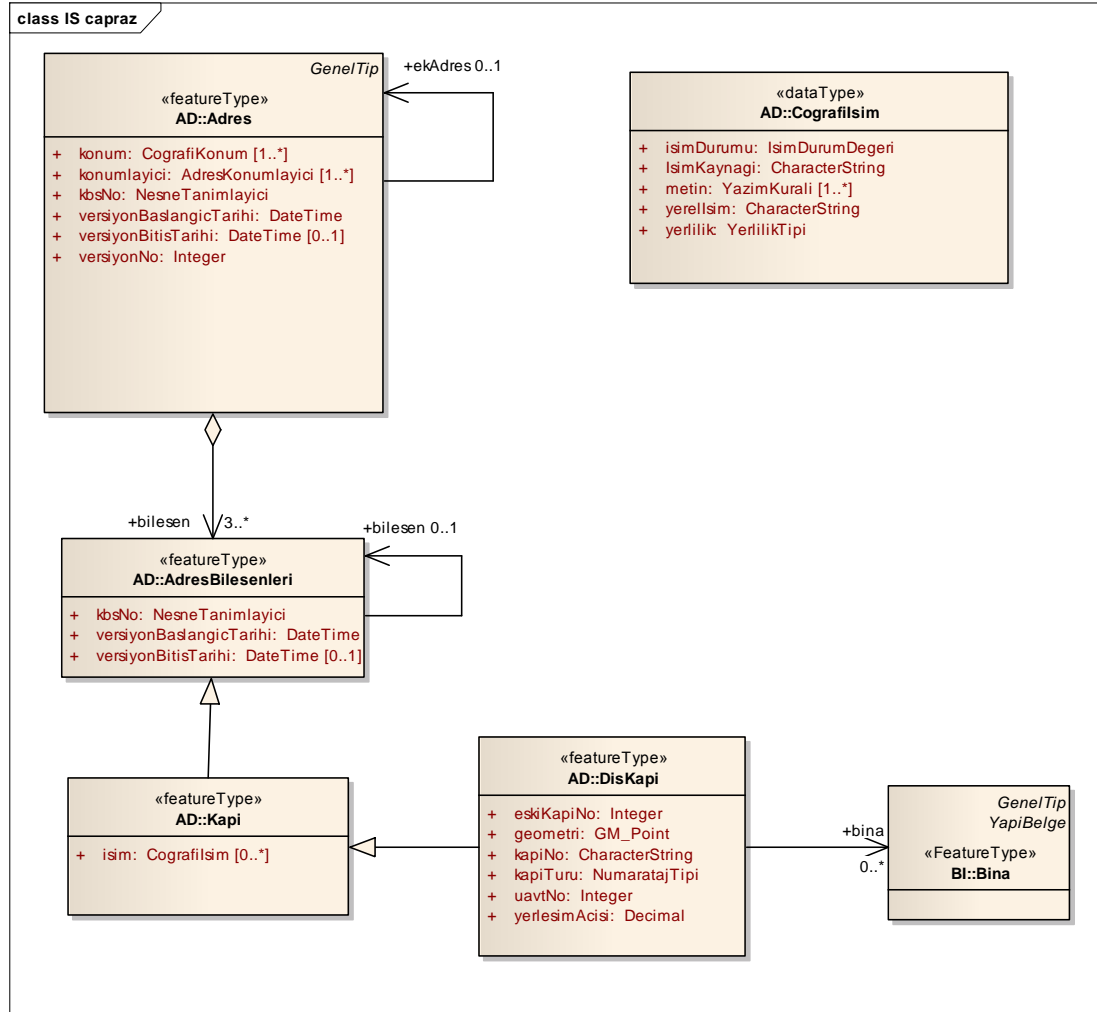 class IS capraz
GenelTip
«featureType»
AD::Adres
+ konum: CografiKonum [1..*]
+ konumlayici: AdresKonumlayici [1..*]
+ kbsNo: NesneTanimlayici
+ versiyonBaslangicTarihi: DateTime
+ versiyonBitisTarihi: DateTime [0..1]
+ versiyonNo: Integer
+ekAdres 0..1
«dataType»
AD::CografiIsim
+ isimDurumu: IsimDurumDegeri
+ IsimKaynagi: CharacterString
+ metin: YazimKurali [1..*]
+ yerelIsim: CharacterString
+ yerlilik: YerlilikTipi
+bilesen 3..*
+bilesen 0..1
«featureType»
AD::AdresBilesenleri
+ kbsNo: NesneTanimlayici
+ versiyonBaslangicTarihi: DateTime
+ versiyonBitisTarihi: DateTime [0..1]
«featureType»
AD::Kapi
+ isim: CografiIsim [0..*]
«featureType»
AD::DisKapi
+ eskiKapiNo: Integer
+ geometri: GM_Point
+ kapiNo: CharacterString
+ kapiTuru: NumaratajTipi
+ uavtNo: Integer
+ yerlesimAcisi: Decimal
+bina
0..*
GenelTip
YapiBelge
«FeatureType»
BI::Bina